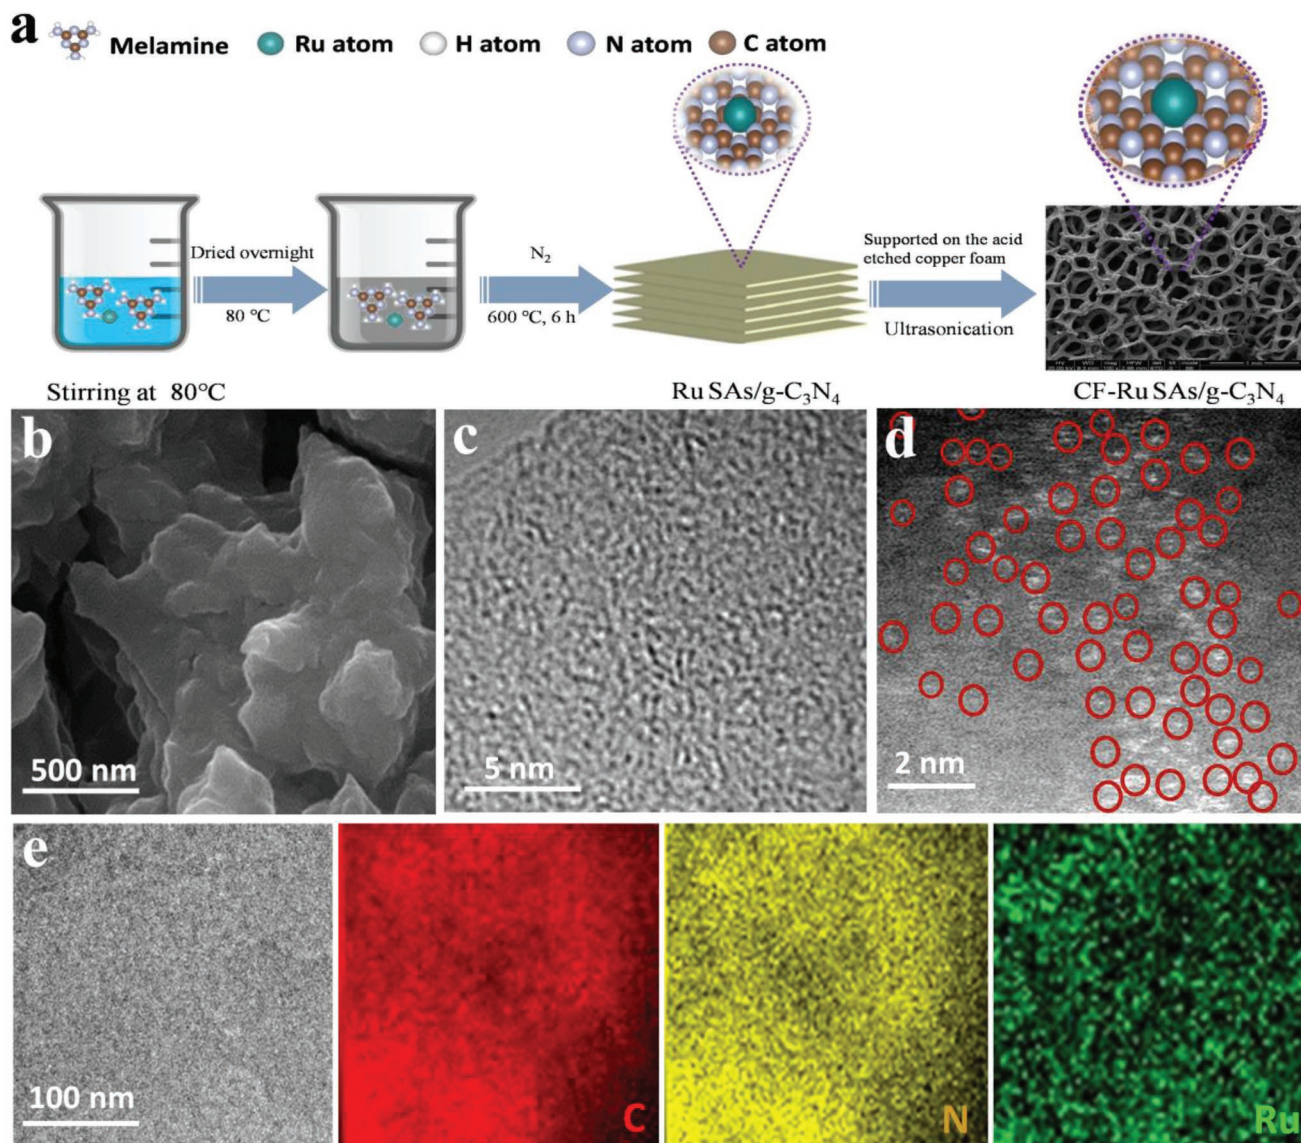 a Melamine Ru atom H atom N atom C atom
Dried overnight
80 °C
N₂
600 °C, 6 h
Supported on the acid
etched copper foam
Ultrasonication
Stirring at 80°C
Ru SAs/g-C₃N₄
CF-Ru SAs/g-C₃N₄
b
500 nm
c
5 nm
d
2 nm
e
100 nm
C
N
Ru